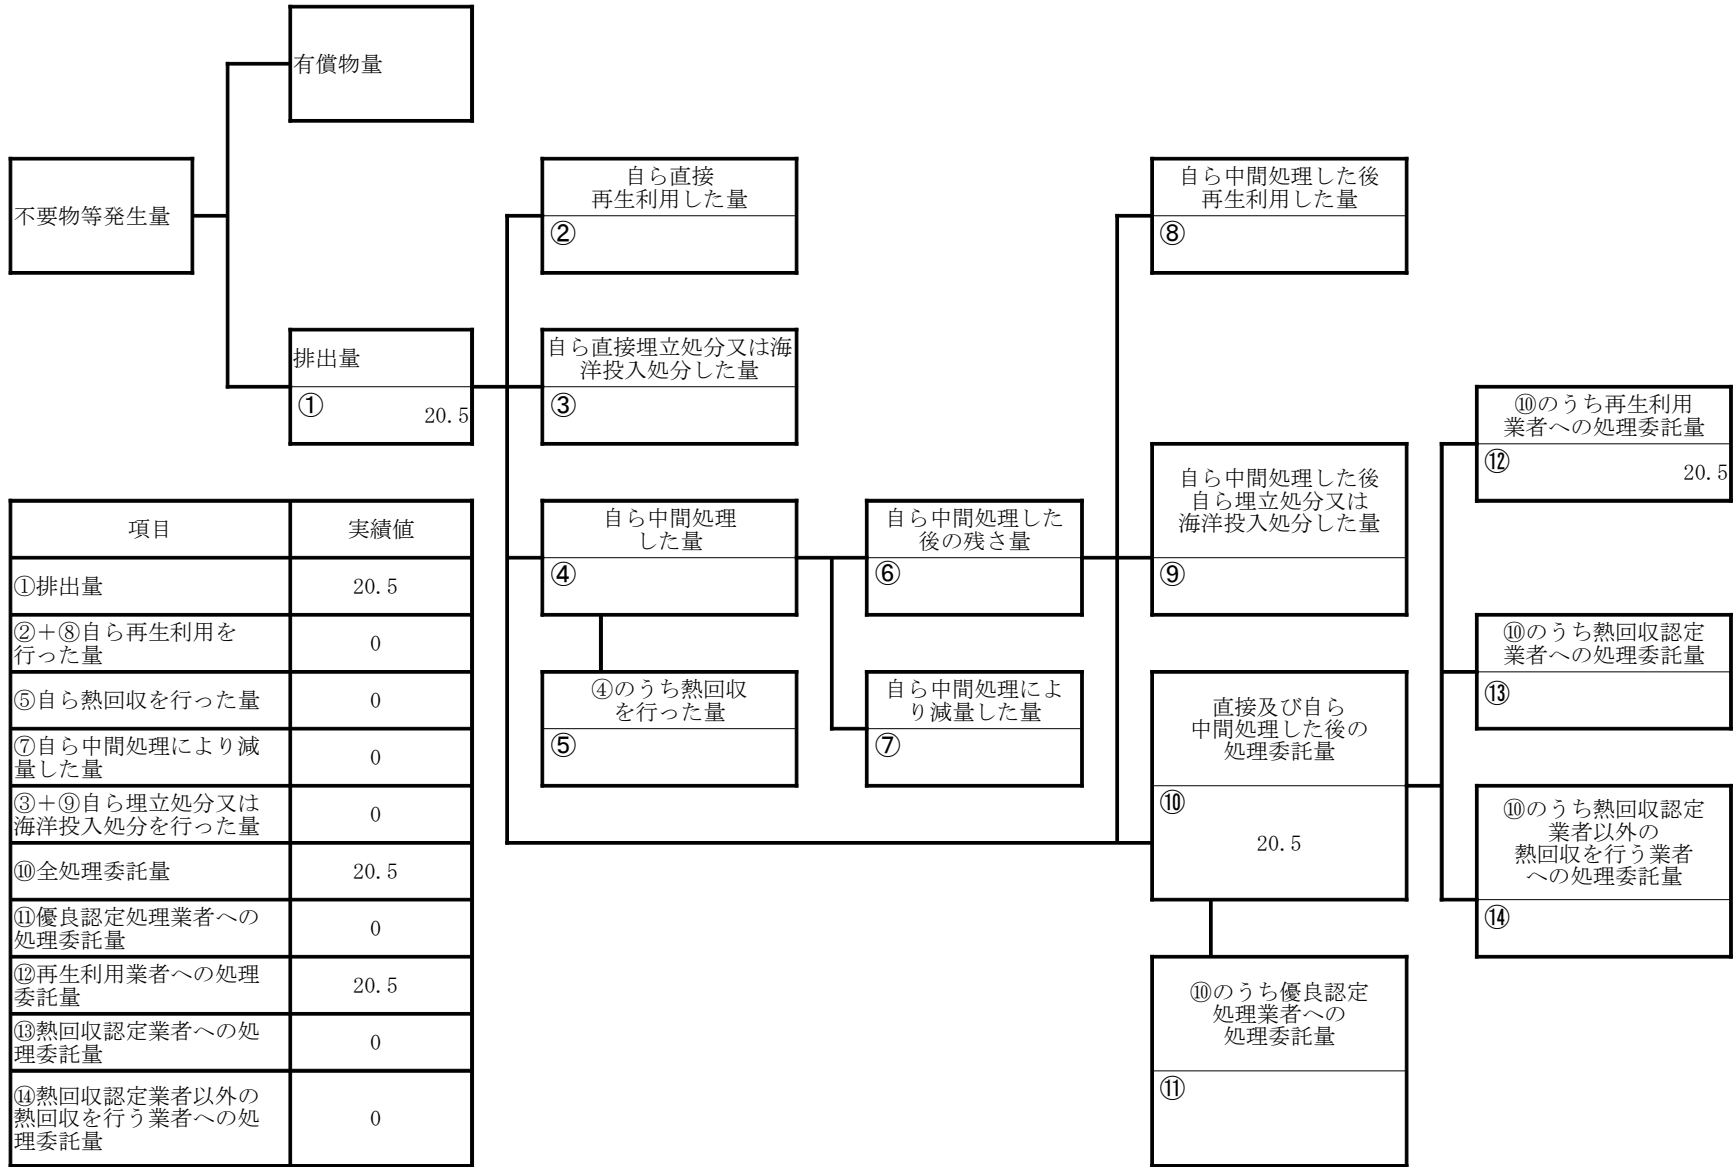 有償物量
不要物等発生量
自ら直接
再生利用した量
②
自ら中間処理した後
再生利用した量
⑧
排出量
①
20.5
自ら直接埋立処分又は海
洋投入処分した量
③
⑩のうち再生利用
業者への処理委託量
⑫
20.5
自ら中間処理
した量
④
自ら中間処理した
後の残さ量
⑥
自ら中間処理した後
自ら埋立処分又は
海洋投入処分した量
⑨
⑩のうち熱回収認定
業者への処理委託量
⑬
④のうち熱回収
を行った量
⑤
自ら中間処理によ
り減量した量
⑦
直接及び自ら
中間処理した後の
処理委託量
⑩
20.5
⑩のうち熱回収認定
業者以外の
熱回収を行う業者
への処理委託量
⑭
⑩のうち優良認定
処理業者への
処理委託量
⑪
項目 実績値
①排出量 20.5
②+⑧自ら再生利用を
行った量 0
⑤自ら熱回収を行った量 0
⑦自ら中間処理により減
量した量 0
③+⑨自ら埋立処分又は
海洋投入処分を行った量 0
⑩全処理委託量 20.5
⑪優良認定処理業者への
処理委託量 0
⑫再生利用業者への処理
委託量 20.5
⑬熱回収認定業者への処
理委託量 0
⑭熱回収認定業者以外の
熱回収を行う業者への処
理委託量 0